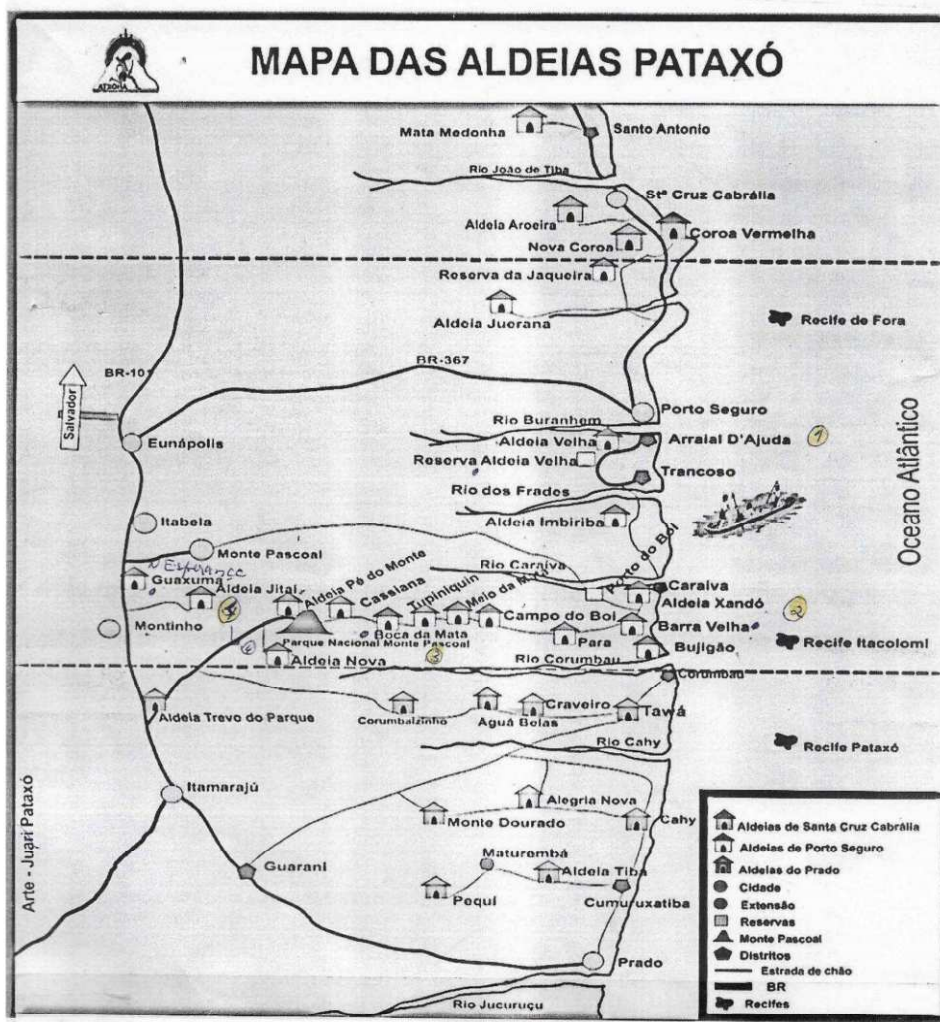 ATXÔHÃ
MAPA DAS ALDEIAS PATAXÓ
Mata Medonha
Santo Antonio
Rio João de Tiba
Stª Cruz Cabrália
Aldeia Aroeira
Coroa Vermelha
Nova Coroa
Reserva da Jaqueira
Aldeia Juerana
Recife de Fora
BR-367
BR-101
Salvador
Porto Seguro
Rio Buranhem
Eunápolis
Aldeia Velha
Arraial D'Ajuda
1
Reserva Aldeia Velha
Trancoso
Rio dos Frades
Oceano Atlântico
Itabela
Aldeia Imbiriba
Monte Pascoal
Porto do Boi
N Esperança
Rio Caraiva
Guaxuma
Caraiva
Aldeia Jitaí
Aldeia Pé do Monte
Cassiana
Tupiniquin
Meio da Mata
Aldeia Xandó
2
Montinho
Campo do Boi
Barra Velha
Boca da Mata
Parque Nacional Monte Pascoal
3
Para
Recife Itacolomi
Bujigão
Aldeia Nova
Rio Corumbau
Corumbau
Aldeia Trevo do Parque
Corumbalzinho
Aguá Belas
Craveiro
Tawá
Rio Cahy
Recife Pataxó
Itamarajú
Alegria Nova
Monte Dourado
Cahy
Maturembá
Guarani
Aldeia Tiba
Pequi
Cumuruxatiba
Prado
Rio Jucuruçu
Arte - Juari Pataxó
Aldeias de Santa Cruz Cabrália
Aldeias de Porto Seguro
Aldeias do Prado
Cidade
Extensão
Reservas
Monte Pascoal
Distritos
Estrada de chão
BR
Recifes